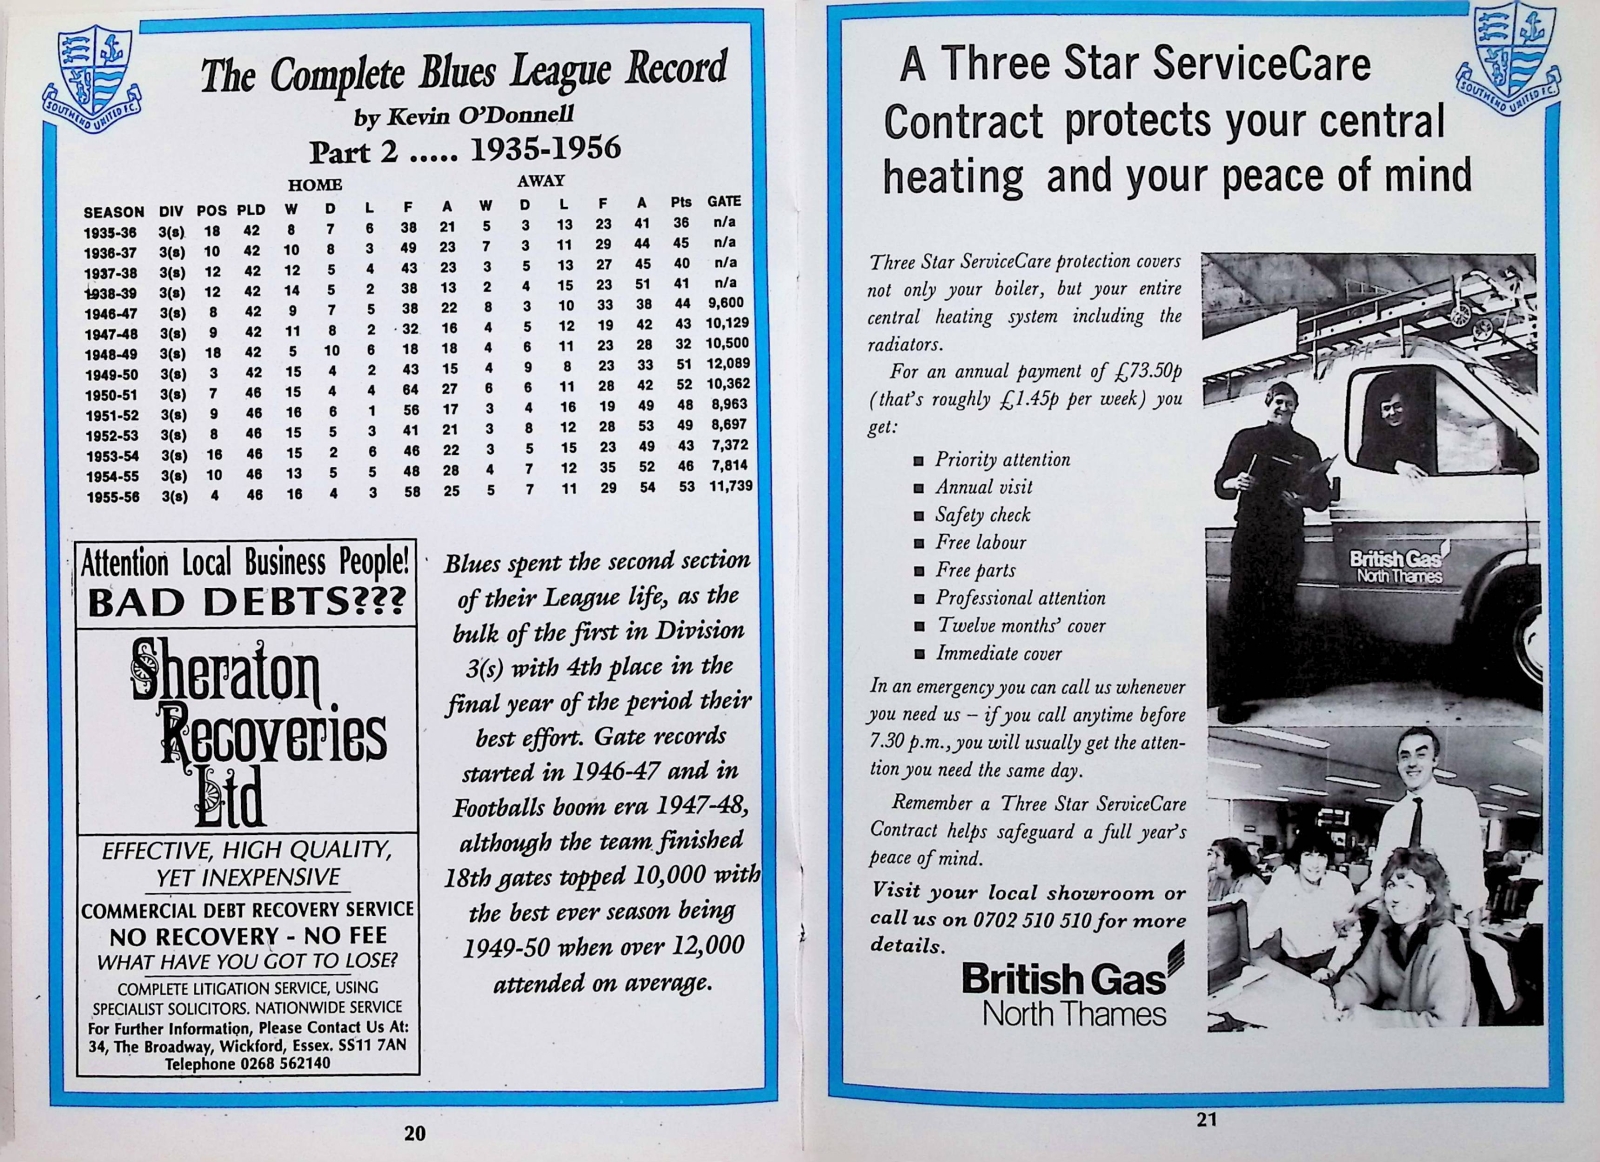 SOUTHEND UNITED F.C.
The Complete Blues League Record
by Kevin O'Donnell
Part 2 ..... 1935-1956
HOME AWAY
SEASON DIV POS PLD W D L F A W D L F A Pts GATE
1935-36 3(s) 18 42 8 7 6 38 21 5 3 13 23 41 36 n/a
1936-37 3(s) 10 42 10 8 3 49 23 7 3 11 29 44 45 n/a
1937-38 3(s) 12 42 12 5 4 43 23 3 5 13 27 45 40 n/a
1938-39 3(s) 12 42 14 5 2 38 13 2 4 15 23 51 41 n/a
1946-47 3(s) 8 42 9 7 5 38 22 8 3 10 33 38 44 9,600
1947-48 3(s) 9 42 11 8 2 32 16 4 5 12 19 42 43 10,129
1948-49 3(s) 18 42 5 10 6 18 18 4 6 11 23 28 32 10,500
1949-50 3(s) 3 42 15 4 2 43 15 4 9 8 23 33 51 12,089
1950-51 3(s) 7 46 15 4 4 64 27 6 6 11 28 42 52 10,362
1951-52 3(s) 9 46 16 6 1 56 17 3 4 16 19 49 48 8,963
1952-53 3(s) 8 46 15 5 3 41 21 3 8 12 28 53 49 8,697
1953-54 3(s) 16 46 15 2 6 46 22 3 5 15 23 49 43 7,372
1954-55 3(s) 10 46 13 5 5 48 28 4 7 12 35 52 46 7,814
1955-56 3(s) 4 46 16 4 3 58 25 5 7 11 29 54 53 11,739
Attention Local Business People!
BAD DEBTS???
Sheraton
Recoveries
Ltd
EFFECTIVE, HIGH QUALITY,
YET INEXPENSIVE
COMMERCIAL DEBT RECOVERY SERVICE
NO RECOVERY - NO FEE
WHAT HAVE YOU GOT TO LOSE?
COMPLETE LITIGATION SERVICE, USING
SPECIALIST SOLICITORS. NATIONWIDE SERVICE
For Further Information, Please Contact Us At:
34, The Broadway, Wickford, Essex. SS11 7AN
Telephone 0268 562140
Blues spent the second section
of their League life, as the
bulk of the first in Division
3(s) with 4th place in the
final year of the period their
best effort. Gate records
started in 1946-47 and in
Footballs boom era 1947-48,
although the team finished
18th gates topped 10,000 with
the best ever season being
1949-50 when over 12,000
attended on average.
20
SOUTHEND UNITED F.C.
A Three Star ServiceCare
Contract protects your central
heating and your peace of mind
Three Star ServiceCare protection covers
not only your boiler, but your entire
central heating system including the
radiators.
For an annual payment of £73.50p
(that's roughly £1.45p per week) you
get:
■ Priority attention
■ Annual visit
■ Safety check
■ Free labour
■ Free parts
■ Professional attention
■ Twelve months' cover
■ Immediate cover
In an emergency you can call us whenever
you need us – if you call anytime before
7.30 p.m., you will usually get the atten-
tion you need the same day.
Remember a Three Star ServiceCare
Contract helps safeguard a full year's
peace of mind.
Visit your local showroom or
call us on 0702 510 510 for more
details.
British Gas
North Thames
British Gas
North Thames
21